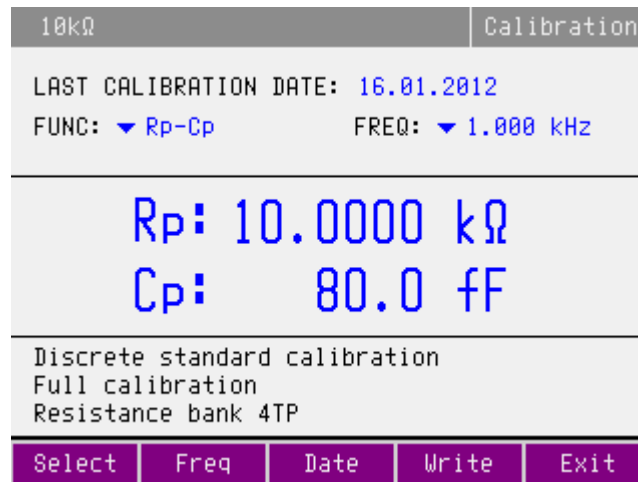 10kΩ Calibration
LAST CALIBRATION DATE: 16.01.2012
FUNC: Rp-Cp FREQ: 1.000 kHz
Rp: 10.0000 kΩ
Cp: 80.0 fF
Discrete standard calibration
Full calibration
Resistance bank 4TP
Select Freq Date Write Exit